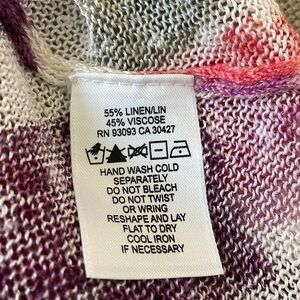 55% LINEN/LIN
45% VISCOSE
RN 93093 CA 30427
HAND WASH COLD
SEPARATELY
DO NOT BLEACH
DO NOT TWIST
OR WRING
RESHAPE AND LAY
FLAT TO DRY
COOL IRON
IF NECESSARY